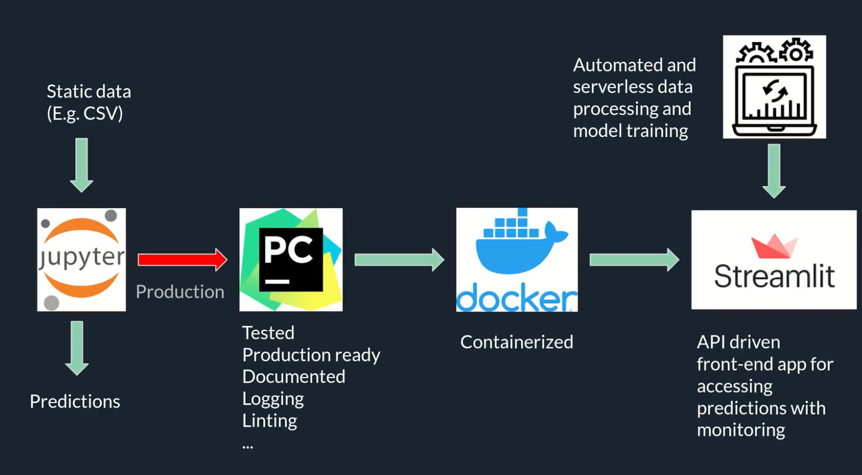 Static data
(E.g. CSV)
Automated and
serverless data
processing and
model training
jupyter
Production
PC
docker
Streamlit
Predictions
Tested
Production ready
Documented
Logging
Linting
...
Containerized
API driven
front-end app for
accessing
predictions with
monitoring